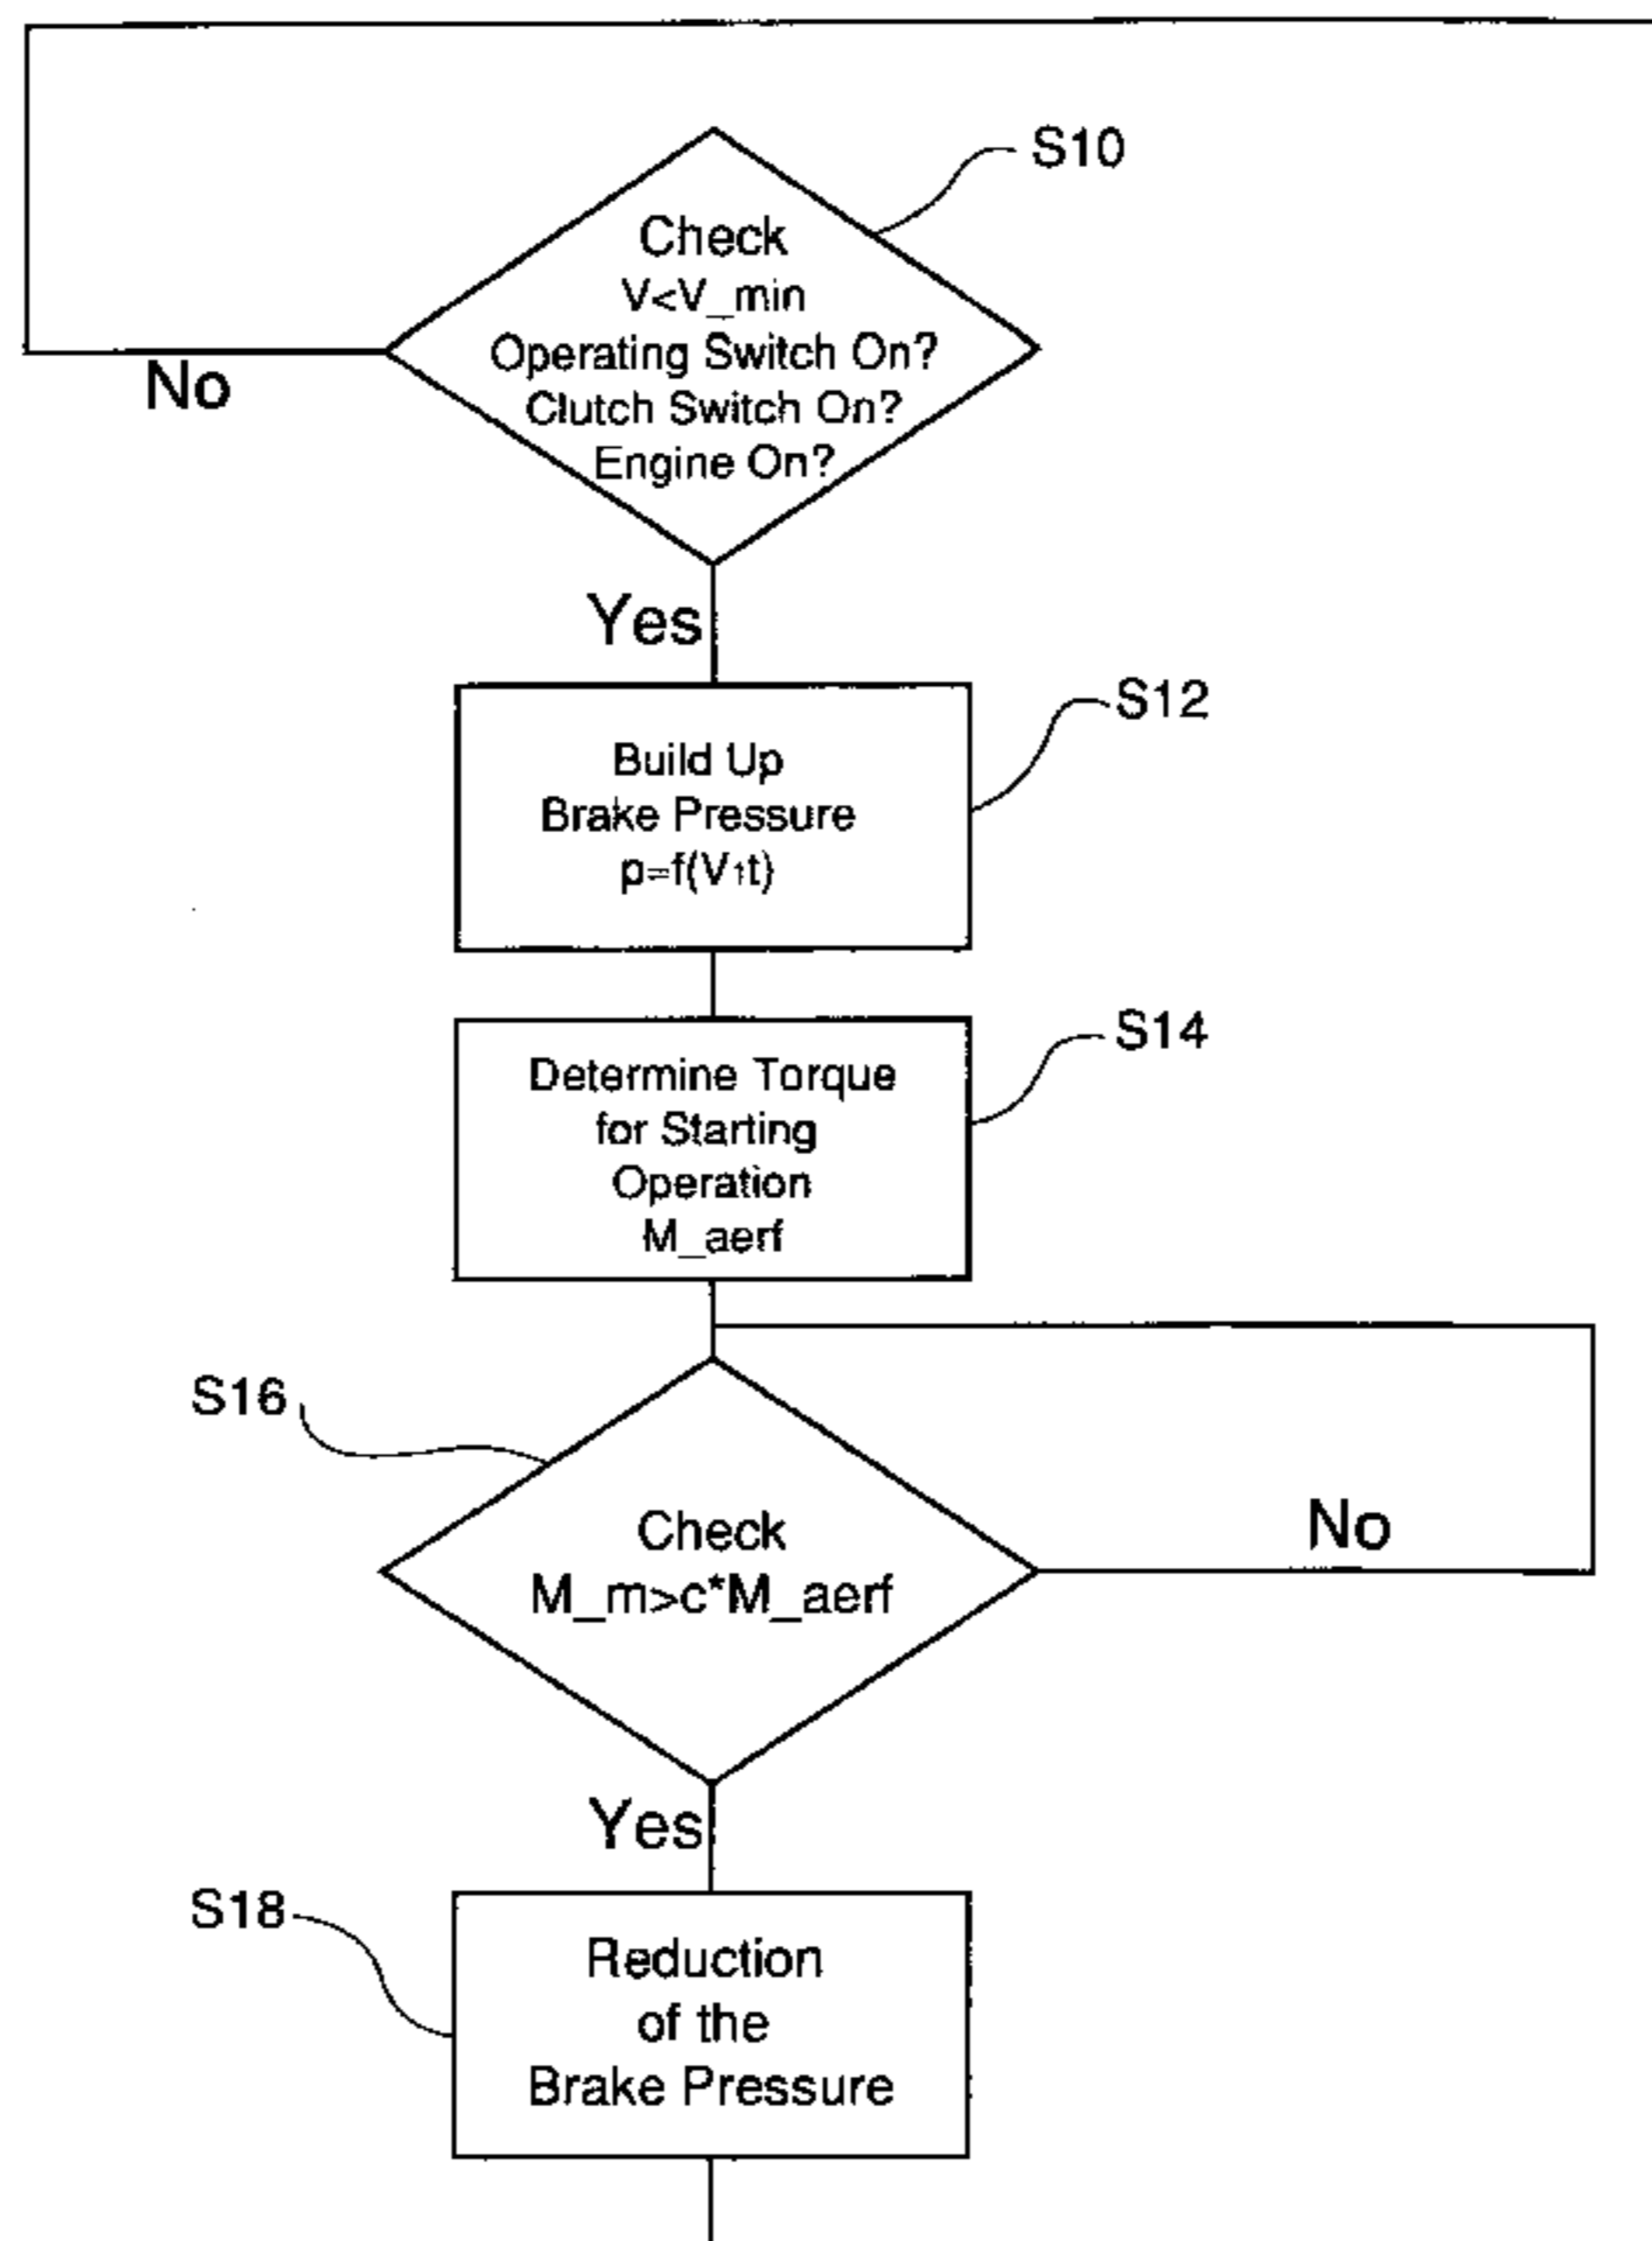 S10
Check
V<V_min
Operating Switch On?
Clutch Switch On?
Engine On?
No
Yes
S12
Build Up
Brake Pressure
p=f(V1t)
S14
Determine Torque
for Starting
Operation
M_aerf
S16
Check
M_m>c*M_aerf
No
Yes
S18
Reduction
of the
Brake Pressure